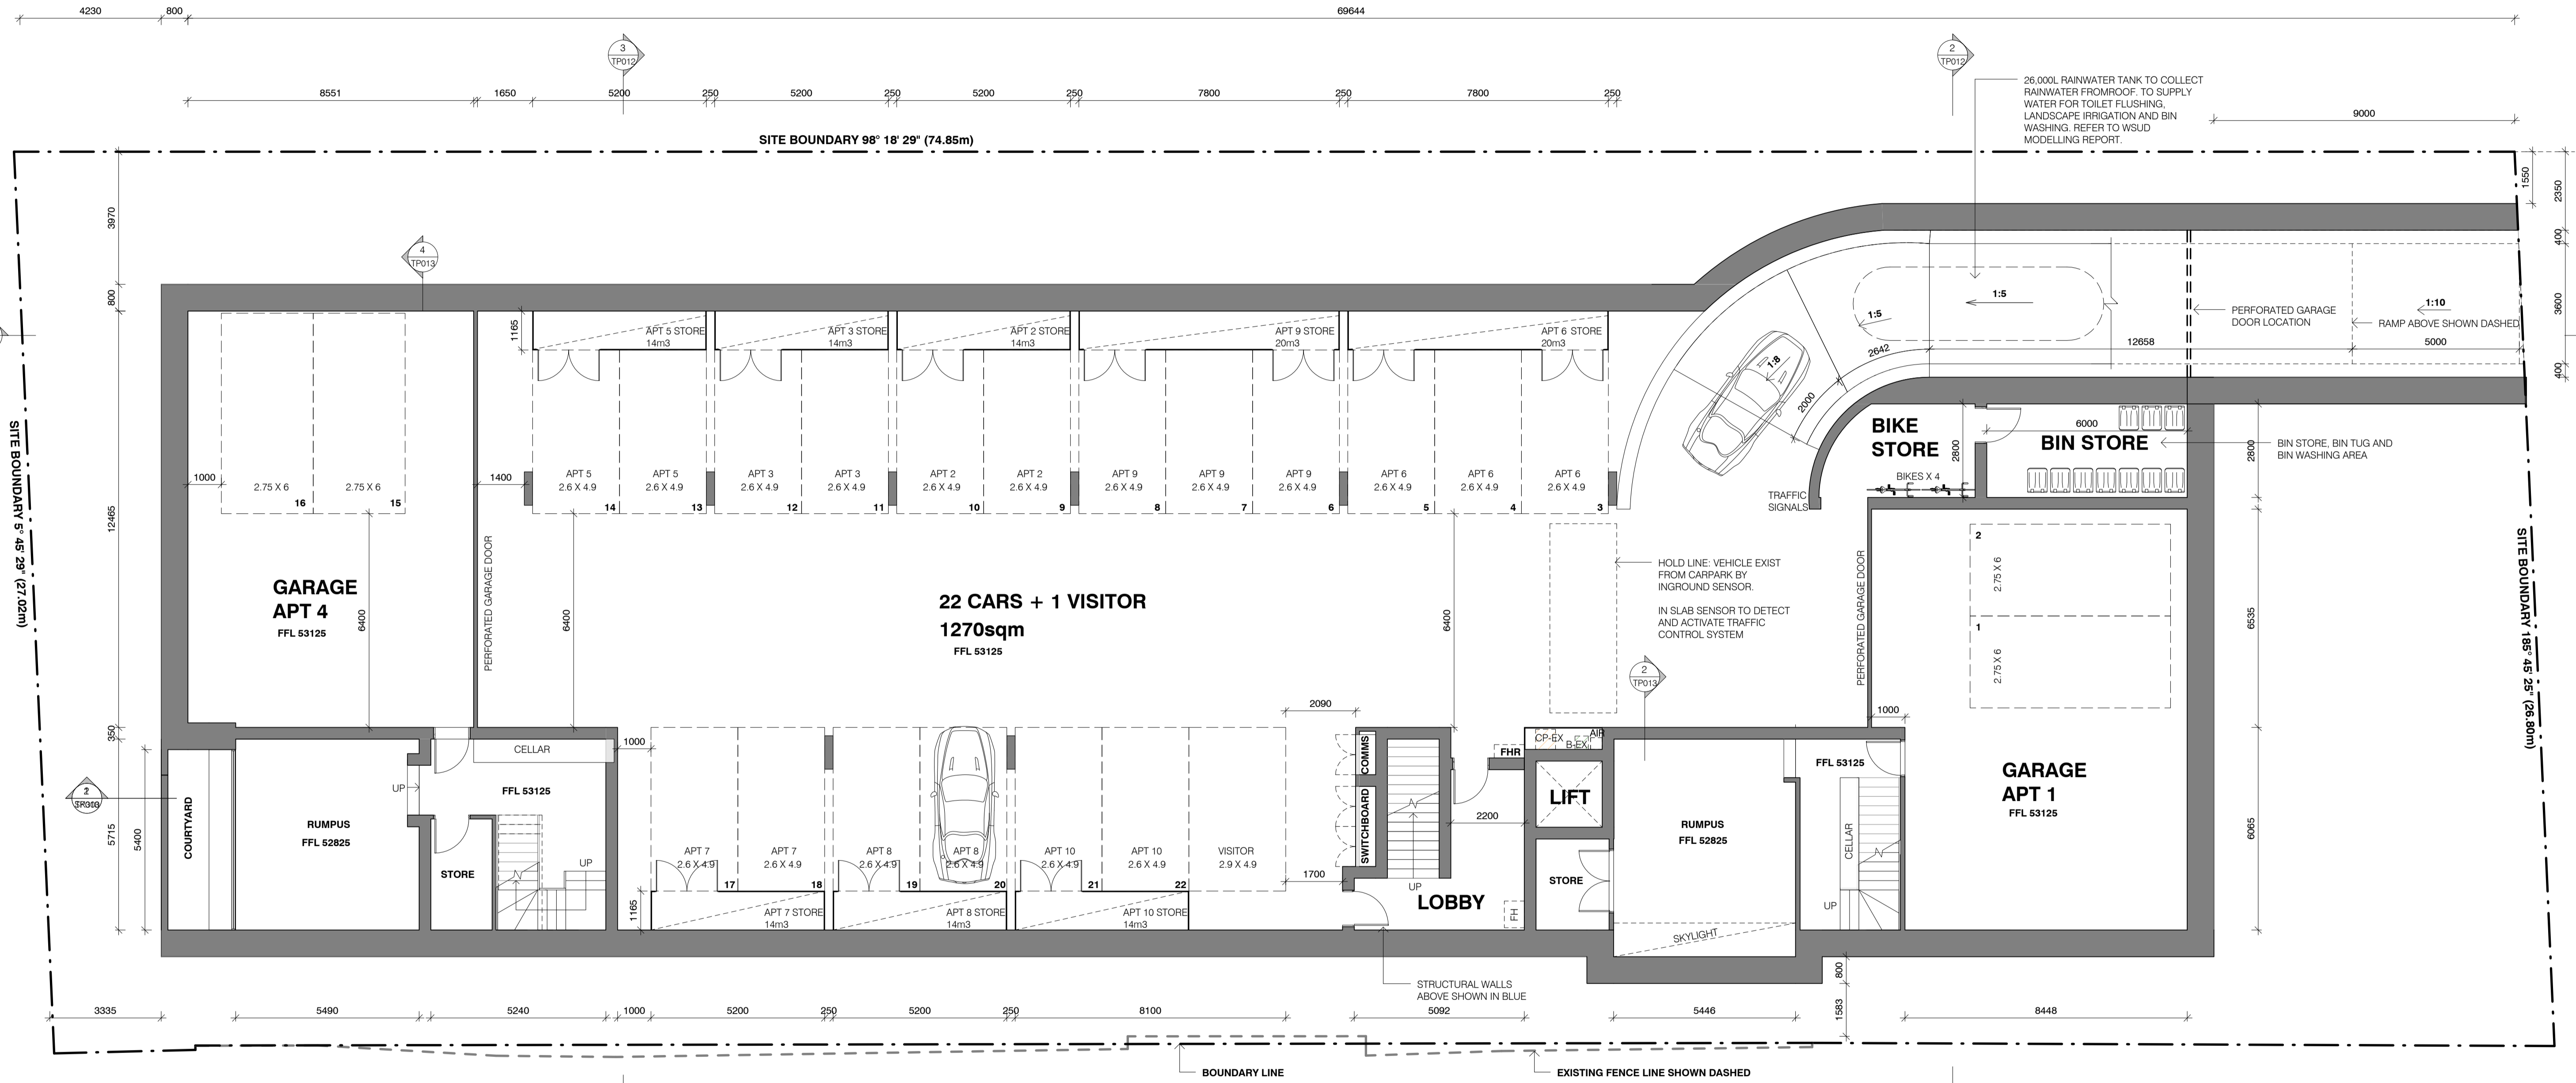 4230
800
69644
3
TP012
2
TP012
26,000L RAINWATER TANK TO COLLECT
RAINWATER FROMROOF. TO SUPPLY
WATER FOR TOILET FLUSHING,
LANDSCAPE IRRIGATION AND BIN
WASHING. REFER TO WSUD
MODELLING REPORT.
8551
1650
5200
250
5200
250
5200
250
7800
250
7800
250
9000
SITE BOUNDARY 98° 18' 29" (74.85m)
1550
2350
3970
4
TP013
800
400
3600
400
1165
APT 5 STORE
14m3
APT 3 STORE
14m3
APT 2 STORE
14m3
APT 9 STORE
20m3
APT 6 STORE
20m3
1:5
1:5
1:8
1:10
PERFORATED GARAGE
DOOR LOCATION
RAMP ABOVE SHOWN DASHED
2642
2000
12658
5000
SITE BOUNDARY 5° 45' 29" (27.02m)
12465
1000
2.75 X 6
2.75 X 6
16
15
1400
APT 5
2.6 X 4.9
APT 5
2.6 X 4.9
APT 3
2.6 X 4.9
APT 3
2.6 X 4.9
APT 2
2.6 X 4.9
APT 2
2.6 X 4.9
APT 9
2.6 X 4.9
APT 9
2.6 X 4.9
APT 9
2.6 X 4.9
APT 6
2.6 X 4.9
APT 6
2.6 X 4.9
APT 6
2.6 X 4.9
14
13
12
11
10
9
8
7
6
5
4
3
BIKE
STORE
BIKES X 4
2800
6000
BIN STORE
2800
BIN STORE, BIN TUG AND
BIN WASHING AREA
TRAFFIC
SIGNALS
GARAGE
APT 4
FFL 53125
6400
PERFORATED GARAGE DOOR
6400
22 CARS + 1 VISITOR
1270sqm
FFL 53125
6400
HOLD LINE: VEHICLE EXIST
FROM CARPARK BY
INGROUND SENSOR.
IN SLAB SENSOR TO DETECT
AND ACTIVATE TRAFFIC
CONTROL SYSTEM
2
TP013
PERFORATED GARAGE DOOR
2
2.75 X 6
1
2.75 X 6
6535
SITE BOUNDARY 185° 45' 25" (26.80m)
350
1000
CELLAR
1000
2090
COMMS
SWITCHBOARD
FHR
CP-EX
B-EX
AIR
LIFT
5715
5400
COURTYARD
RUMPUS
FFL 52825
UP
FFL 53125
STORE
UP
APT 7
2.6 X 4.9
APT 7
2.6 X 4.9
APT 8
2.6 X 4.9
APT 8
2.6 X 4.9
APT 10
2.6 X 4.9
APT 10
2.6 X 4.9
VISITOR
2.9 X 4.9
17
18
19
20
21
22
1165
APT 7 STORE
14m3
APT 8 STORE
14m3
APT 10 STORE
14m3
1700
2200
UP
LOBBY
FH
STORE
RUMPUS
FFL 52825
SKYLIGHT
FFL 53125
CELLAR
UP
GARAGE
APT 1
FFL 53125
6065
STRUCTURAL WALLS
ABOVE SHOWN IN BLUE
800
1583
3335
5490
5240
1000
5200
250
5200
250
8100
5092
5446
8448
BOUNDARY LINE
EXISTING FENCE LINE SHOWN DASHED